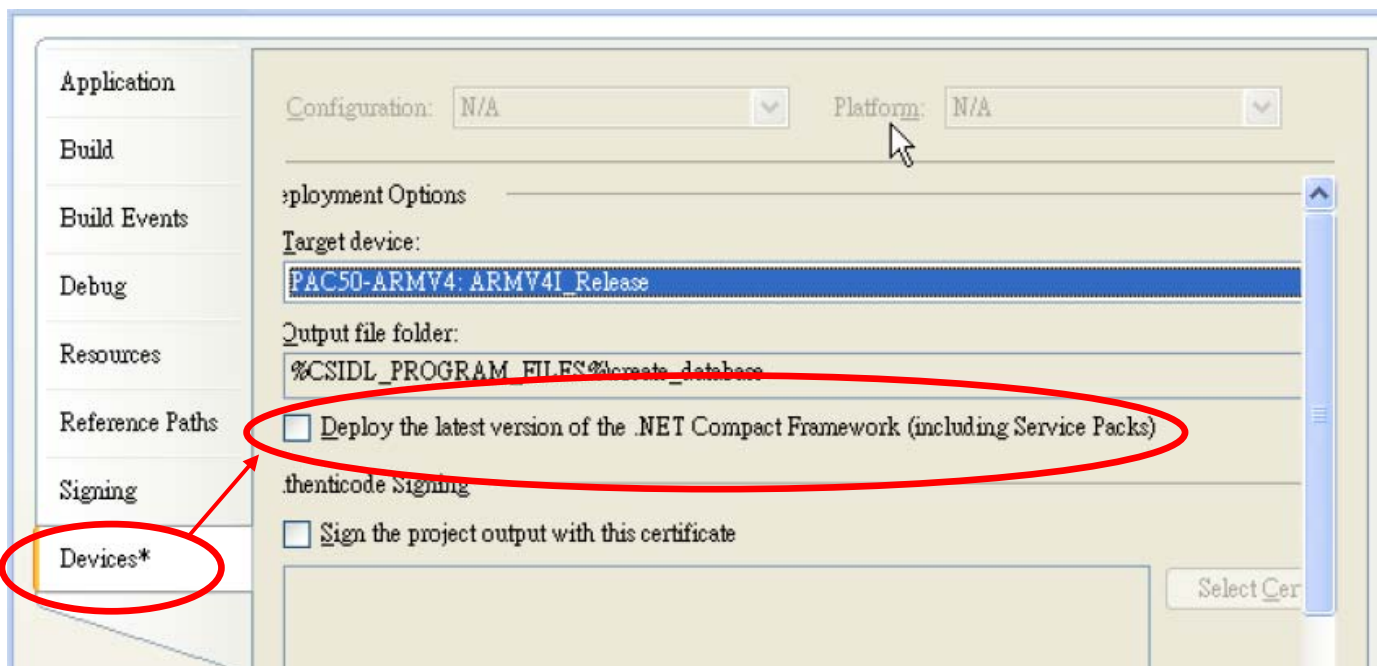 Application
Build
Build Events
Debug
Resources
Reference Paths
Signing
Devices*
Configuration: N/A Platform: N/A
eployment Options
Target device:
PAC50-ARMV4: ARMV4I_Release
Output file folder:
%CSIDL_PROGRAM_FILES%\create_database
Deploy the latest version of the .NET Compact Framework (including Service Packs)
thenticode Signing
Sign the project output with this certificate
Select Cer